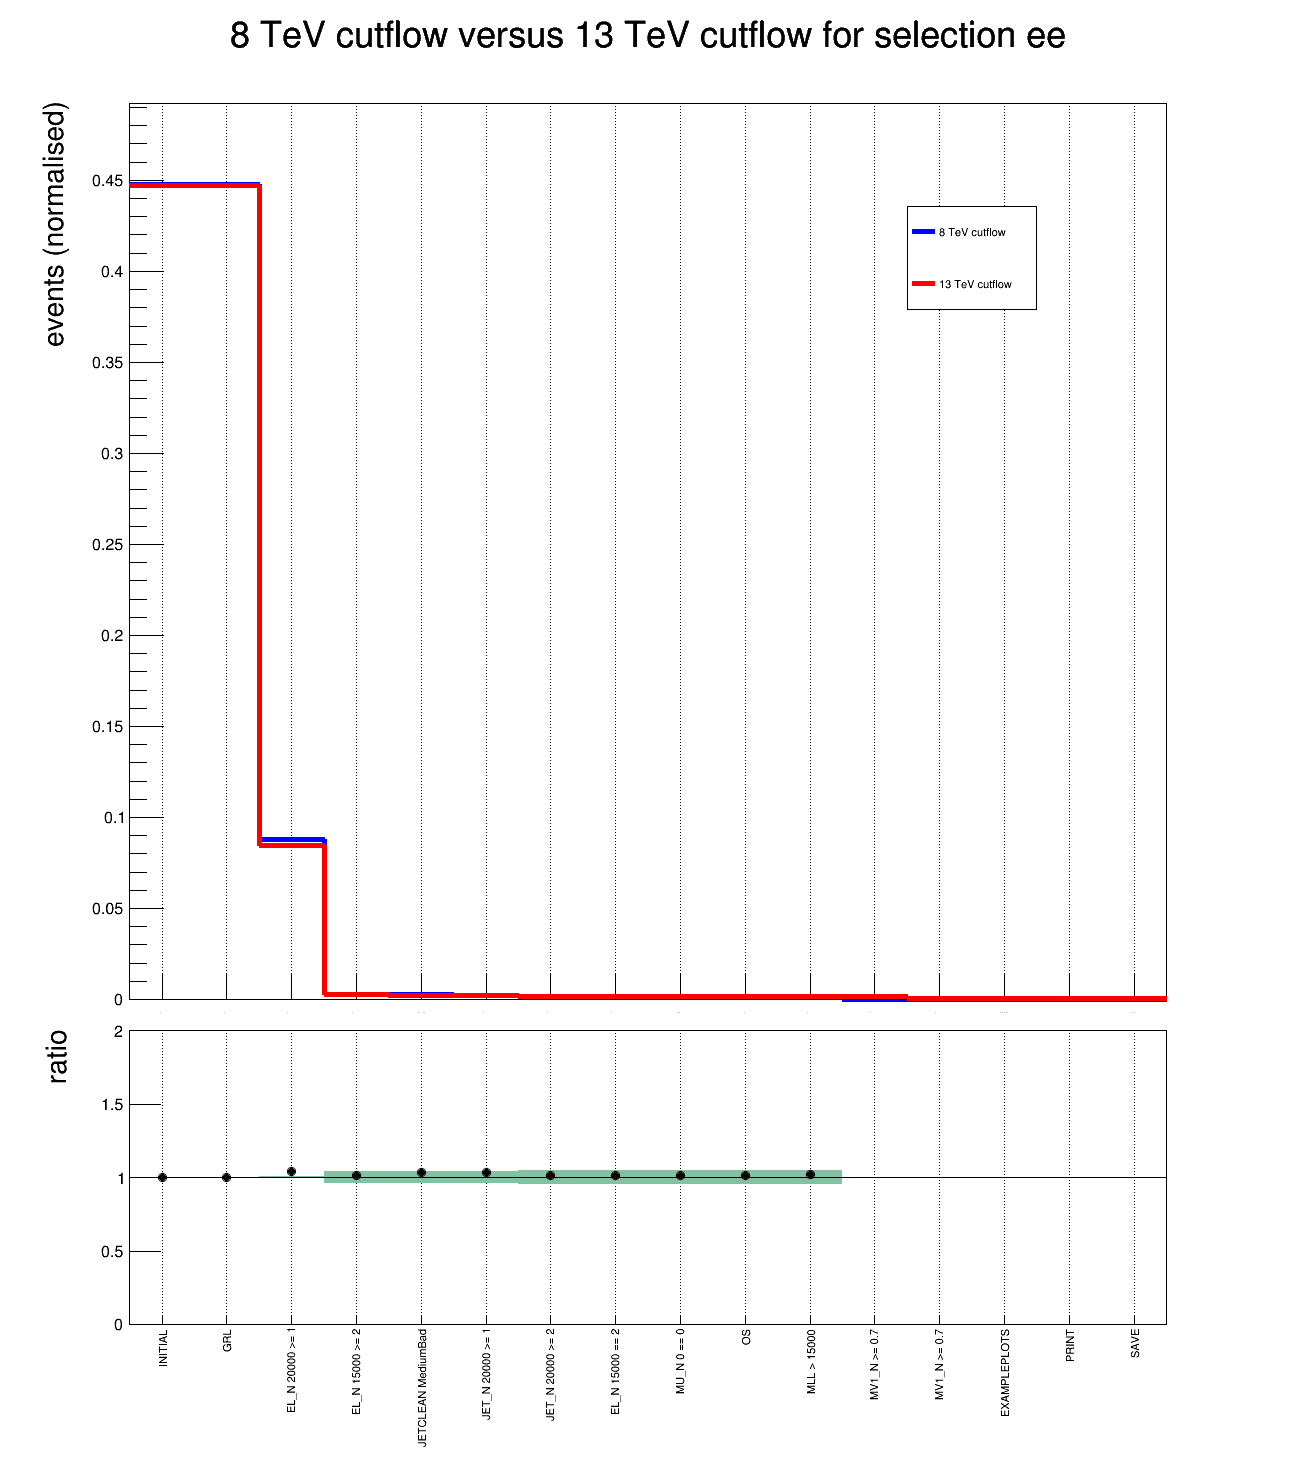 8 TeV cutflow versus 13 TeV cutflow for selection ee
events (normalised)
0.45
0.4
0.35
0.3
0.25
0.2
0.15
0.1
0.05
0
8 TeV cutflow
13 TeV cutflow
ratio
2
1.5
1
0.5
0
INITIAL
GRL
EL_N 20000 >= 1
EL_N 15000 >= 2
JETCLEAN MediumBad
JET_N 20000 >= 1
JET_N 20000 >= 2
EL_N 15000 == 2
MU_N 0 == 0
OS
MLL > 15000
MV1_N >= 0.7
MV1_N >= 0.7
EXAMPLEPLOTS
PRINT
SAVE